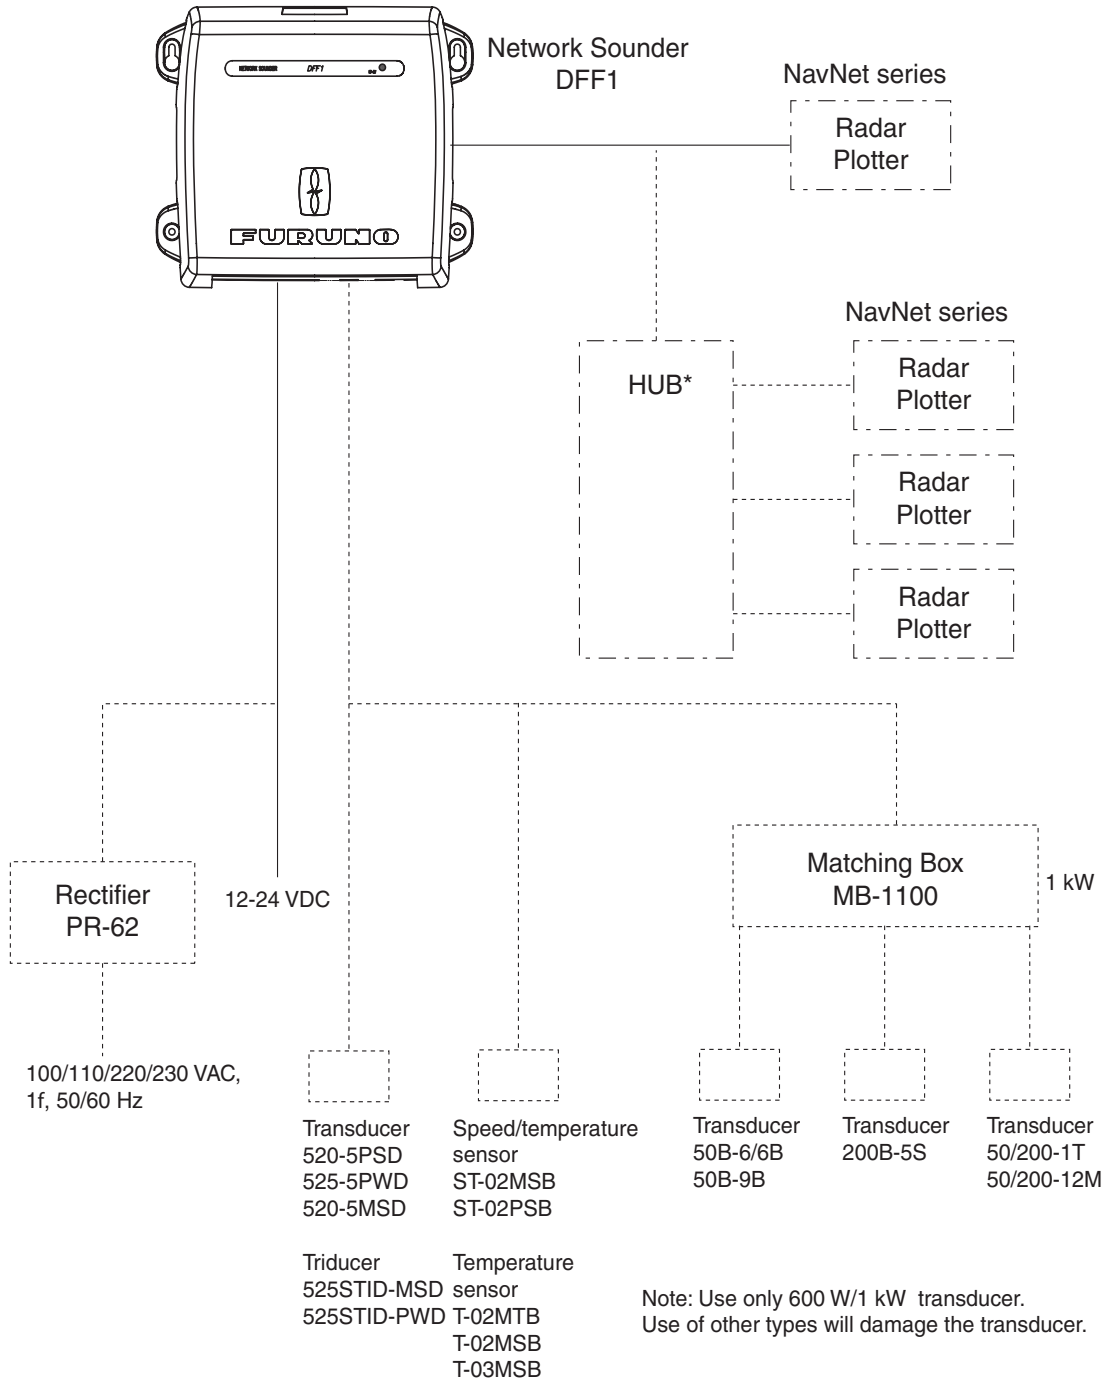 Network Sounder
DFF1
NETWORK SOUNDER DFF1
FURUNO
NavNet series
Radar
Plotter
NavNet series
HUB*
Radar
Plotter
Radar
Plotter
Radar
Plotter
Rectifier
PR-62
12-24 VDC
Matching Box
MB-1100
1 kW
100/110/220/230 VAC,
1f, 50/60 Hz
Transducer
520-5PSD
525-5PWD
520-5MSD
Triducer
525STID-MSD
525STID-PWD
Speed/temperature
sensor
ST-02MSB
ST-02PSB
Temperature
sensor
T-02MTB
T-02MSB
T-03MSB
Transducer
50B-6/6B
50B-9B
Transducer
200B-5S
Transducer
50/200-1T
50/200-12M
Note: Use only 600 W/1 kW transducer.
Use of other types will damage the transducer.